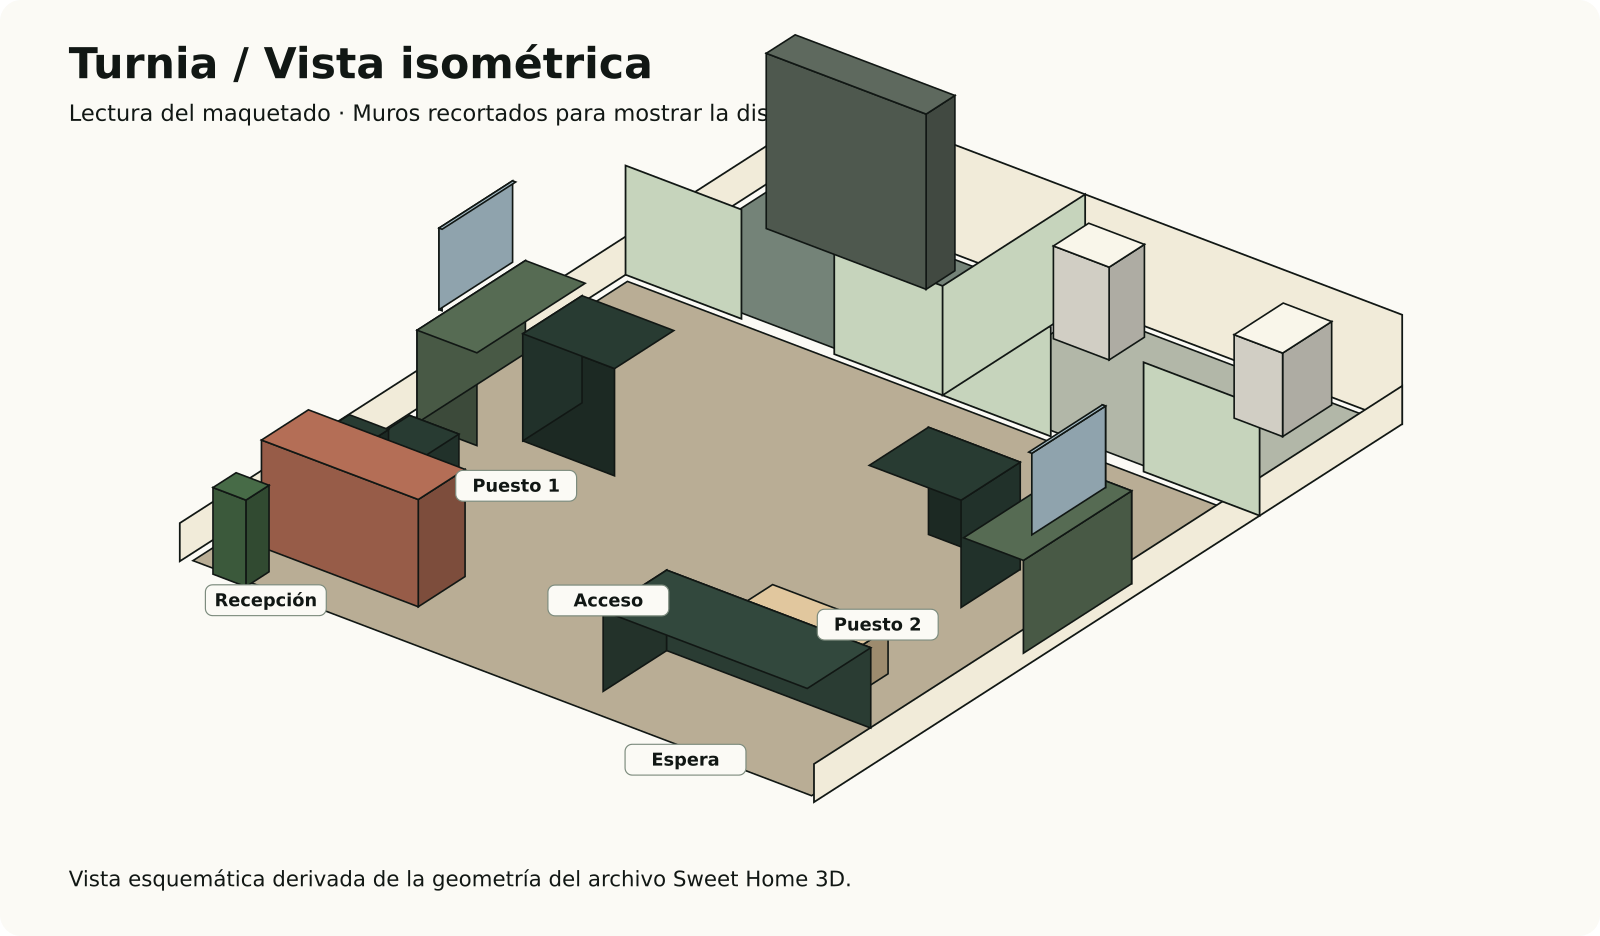 Turnia / Vista isométrica
Lectura del maquetado · Muros recortados para mostrar la dis
Puesto 1
Recepción
Acceso
Puesto 2
Espera
Vista esquemática derivada de la geometría del archivo Sweet Home 3D.